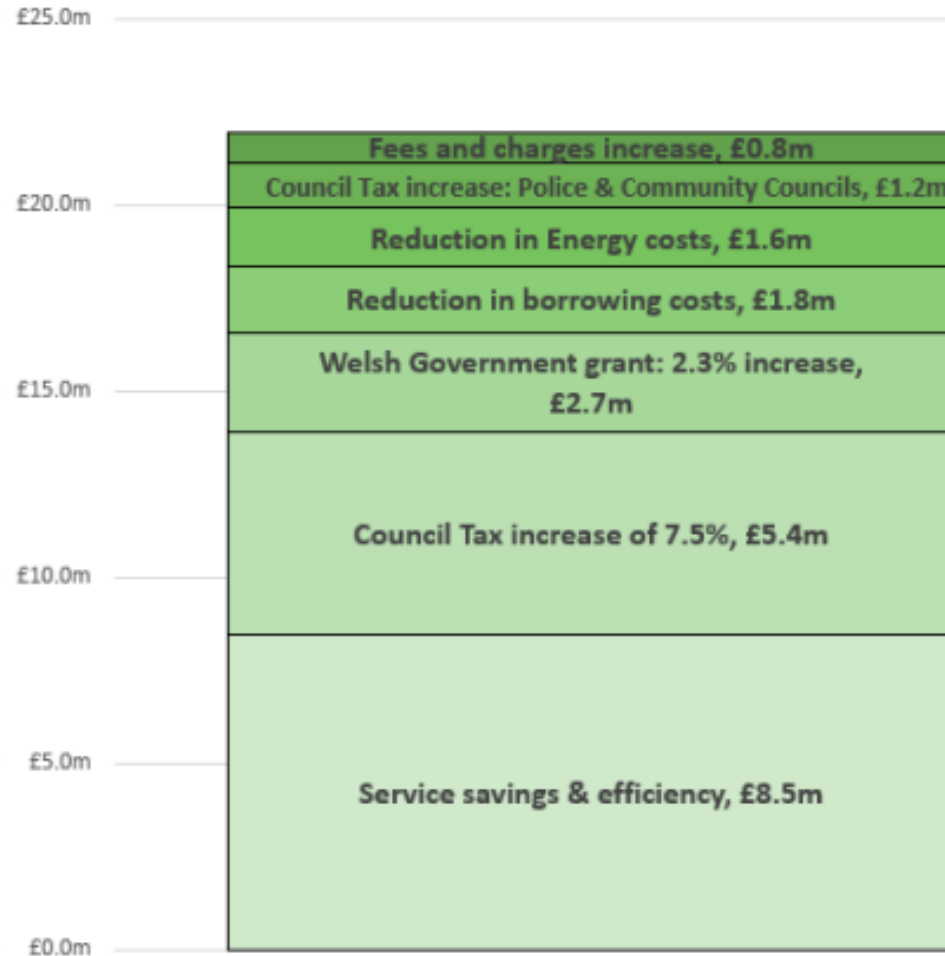 £25.0m
Fees and charges increase, £0.8m
Council Tax increase: Police & Community Councils, £1.2m
£20.0m
Reduction in Energy costs, £1.6m
Reduction in borrowing costs, £1.8m
Welsh Government grant: 2.3% increase,
£2.7m
£15.0m
Council Tax increase of 7.5%, £5.4m
£10.0m
£5.0m
Service savings & efficiency, £8.5m
£0.0m